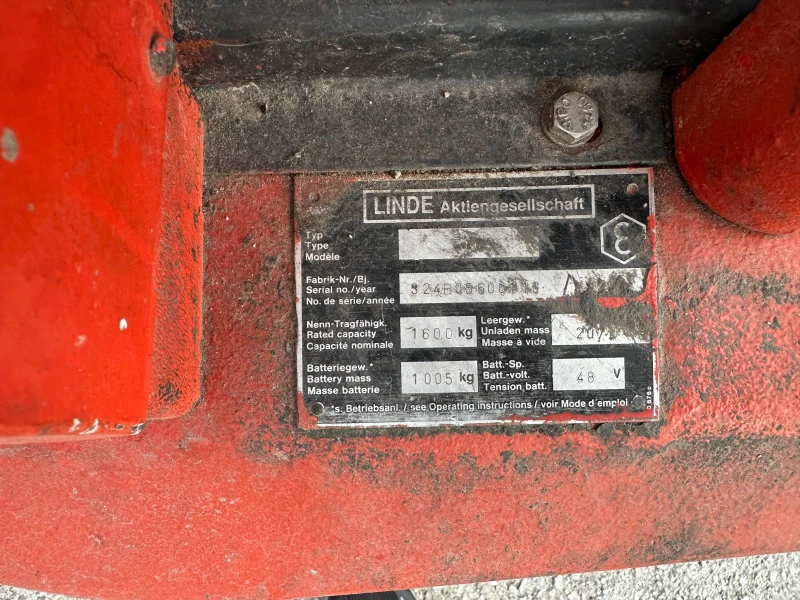 LINDE Aktiengesellschaft
Typ
Type
Modèle
Fabrik-Nr./Bj.
Serial no./year
No. de série/année
Nenn-Tragfähigk.
Rated capacity
Capacité nominale
1600 kg
Leergew.*
Unladen mass
Masse à vide
Batteriegew.*
Battery mass
Masse batterie
1005 kg
Batt.-Sp.
Batt.-volt.
Tension batt.
48 V
*s. Betriebsanl. / see Operating instructions / voir Mode d'emploi